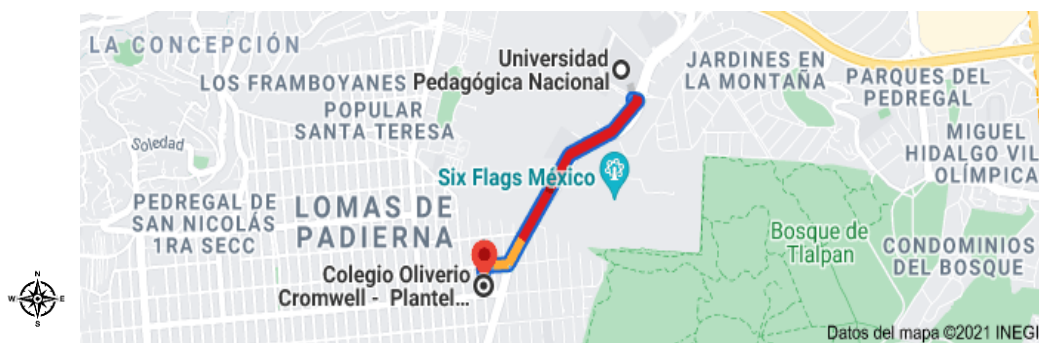 LA CONCEPCIÓN
LOS FRAMBOYANES
POPULAR
SANTA TERESA
Universidad
Pedagógica Nacional
JARDINES EN
LA MONTAÑA
PARQUES DEL
PEDREGAL
MIGUEL
HIDALGO VIL
OLÍMPICA
Soledad
Six Flags México
PEDREGAL DE
SAN NICOLÁS
1RA SECC
LOMAS DE
PADIERNA
Bosque de
Tlalpan
CONDOMINIOS
DEL BOSQUE
Colegio Oliverio
Cromwell - Plantel...
N
W E
S
Datos del mapa ©2021 INEGI